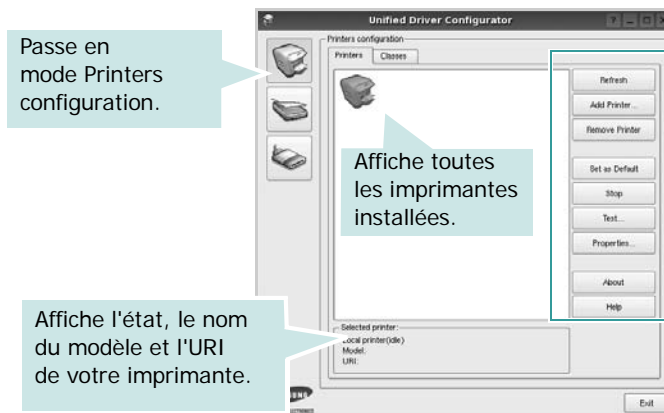 Unified Driver Configurator
Passe en
mode Printers
configuration.
Printers configuration
Printers Classes
Affiche toutes
les imprimantes
installées.
Refresh
Add Printer...
Remove Printer
Set as Default
Stop
Test...
Properties...
About
Help
Affiche l'état, le nom
du modèle et l'URI
de votre imprimante.
Selected printer:
Local printer(idle)
Model:
URI:
Exit